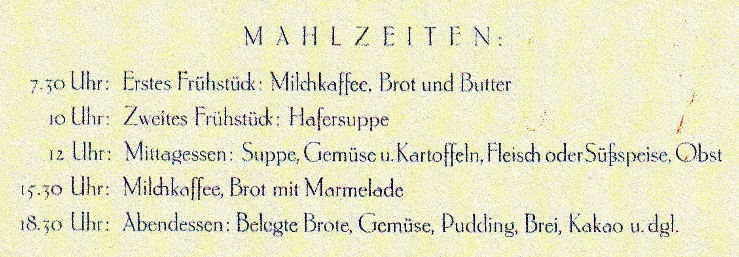 MAHLZEITEN:
7.30 Uhr: Erstes Frühstück: Milchkaffee, Brot und Butter
10 Uhr: Zweites Frühstück: Hafersuppe
12 Uhr: Mittagessen: Suppe, Gemüse u. Kartoffeln, Fleisch oder Süßspeise, Obst
15.30 Uhr: Milchkaffee, Brot mit Marmelade
18.30 Uhr: Abendessen: Belegte Brote, Gemüse, Pudding, Brei, Kakao u. dgl.